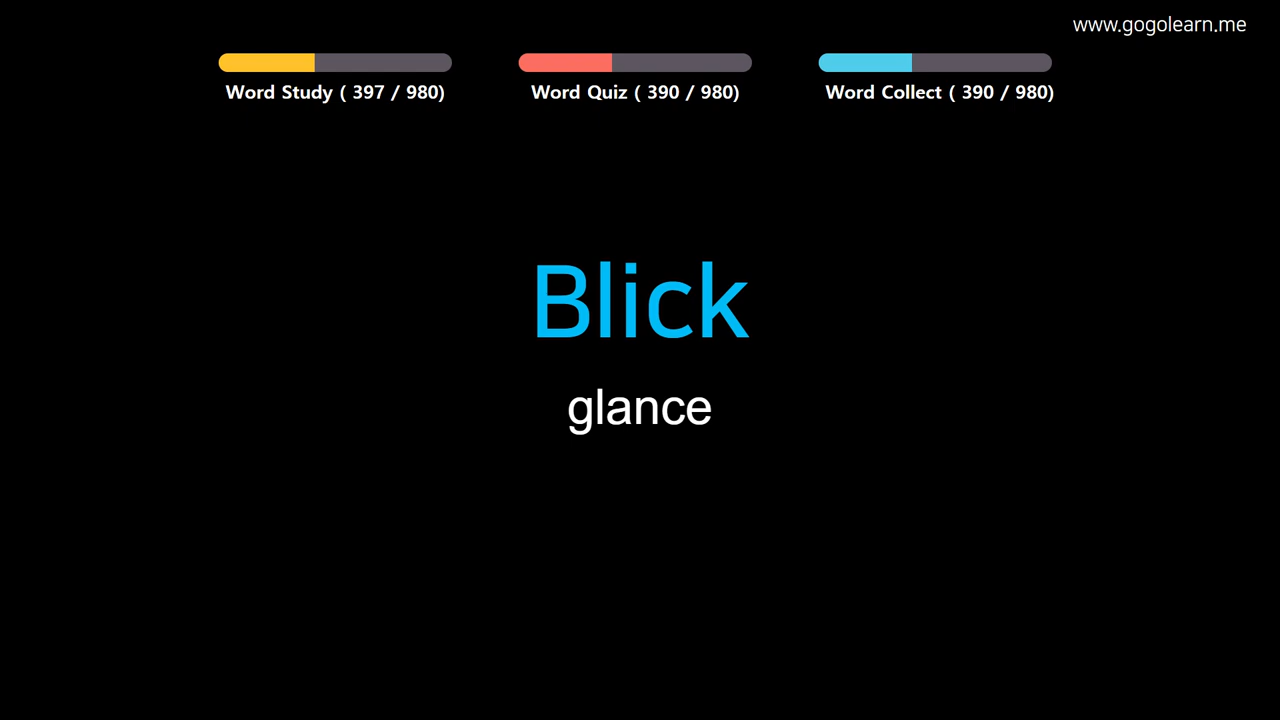 www.gogolearn.me
Word Study ( 397 / 980)
Word Quiz ( 390 / 980)
Word Collect ( 390 / 980)
Blick
glance